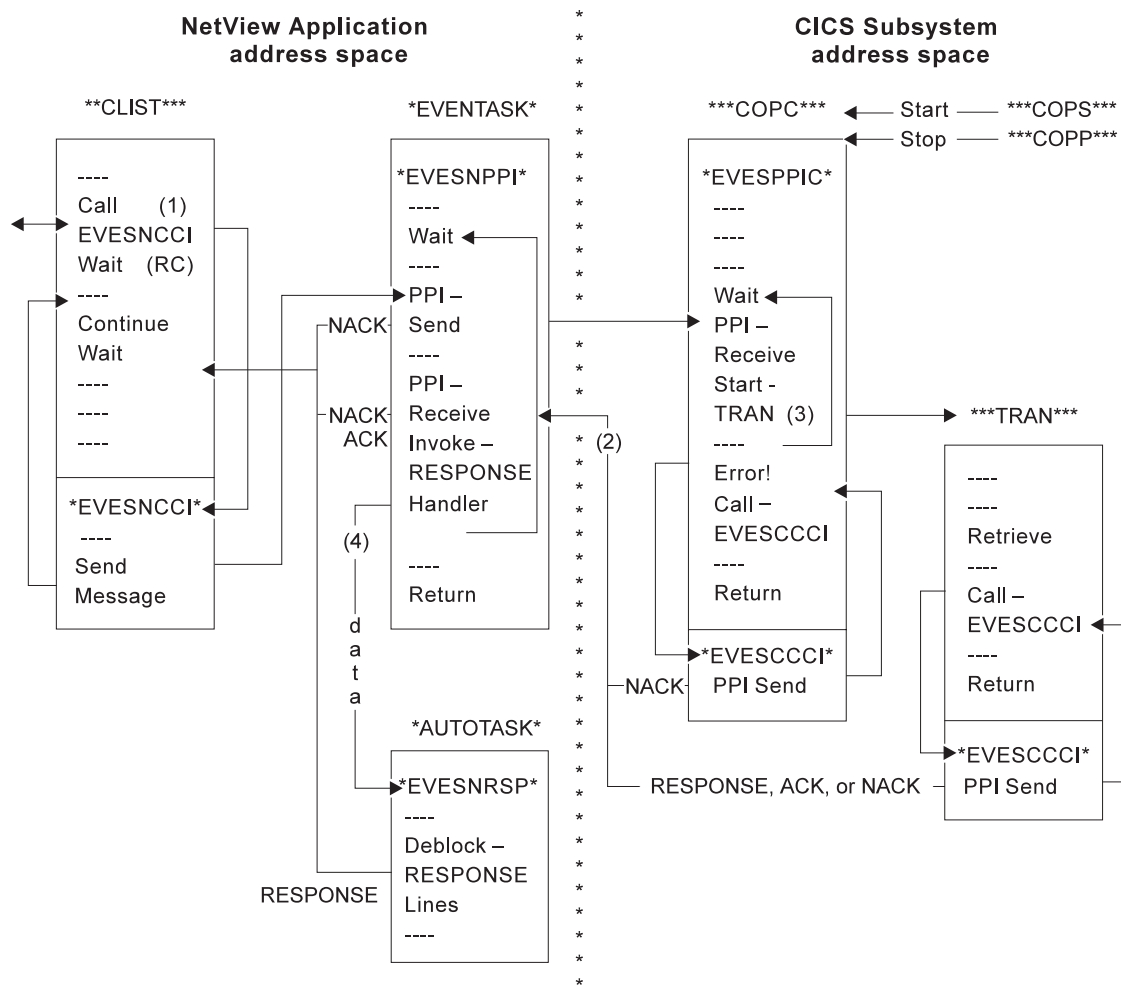 NetView Application
address space
CICS Subsystem
address space
**CLIST***
----
Call (1)
EVESNCCI
Wait (RC)
----
Continue
Wait
----
----
----
*EVESNCCI*
----
Send
Message
*EVENTASK*
*EVESNPPI*
----
Wait
----
PPI –
Send
----
PPI –
Receive
Invoke –
RESPONSE
Handler
----
Return
NACK
NACK
ACK
(4)
d
a
t
a
*AUTOTASK*
*EVESNRSP*
----
Deblock –
RESPONSE
Lines
----
RESPONSE
***COPC***
Start
***COPS***
Stop
***COPP***
*EVESPPIC*
----
----
----
Wait
PPI –
Receive
Start -
TRAN (3)
----
Error!
Call –
EVESCCCI
----
Return
*EVESCCCI*
PPI Send
(2)
NACK
RESPONSE, ACK, or NACK
***TRAN***
----
----
Retrieve
----
Call –
EVESCCCI
----
Return
*EVESCCCI*
PPI Send